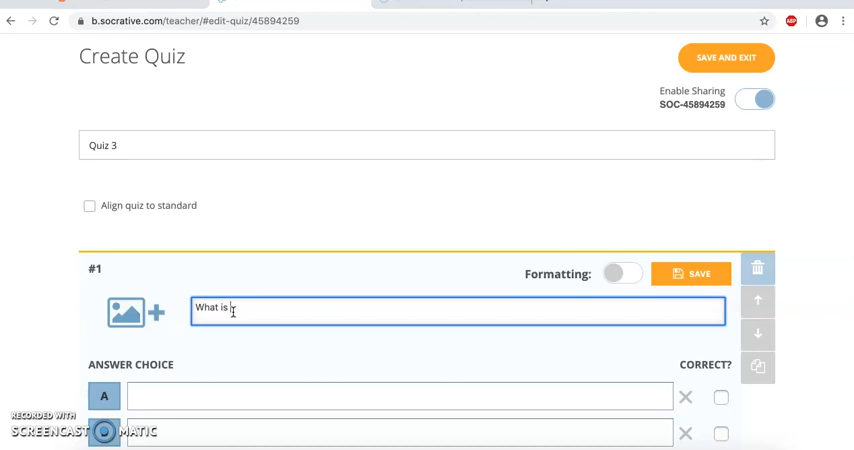 b.socrative.com/teacher/#edit-quiz/45894259
ABP
Create Quiz
SAVE AND EXIT
Enable Sharing
SOC-45894259
Quiz 3
Align quiz to standard
#1
Formatting:
SAVE
What is
ANSWER CHOICE
CORRECT?
A
RECORDED WITH
SCREENCAST MATIC